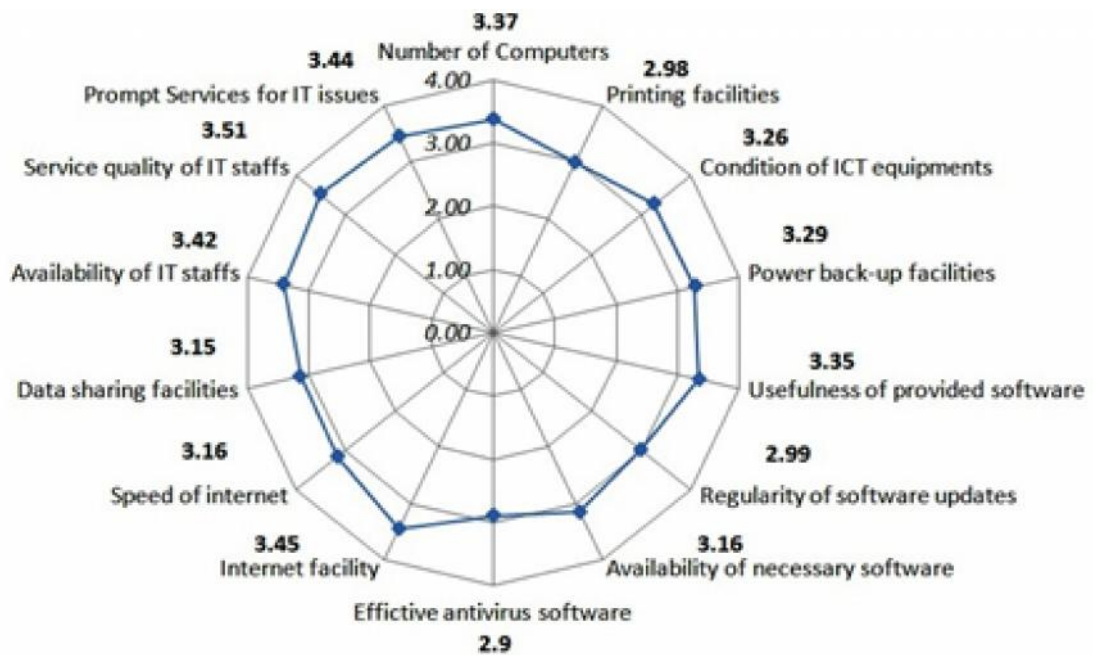 3.37
Number of Computers
4.00
3.00
2.00
1.00
0.00
2.98
Printing facilities
3.26
Condition of ICT equipments
3.29
Power back-up facilities
3.35
Usefulness of provided software
2.99
Regularity of software updates
3.16
Availability of necessary software
Effictive antivirus software
2.9
3.45
Internet facility
3.16
Speed of internet
3.15
Data sharing facilities
3.42
Availability of IT staffs
3.51
Service quality of IT staffs
3.44
Prompt Services for IT issues